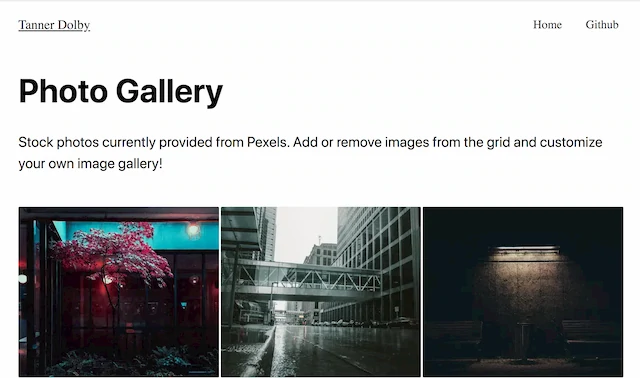 Tanner Dolby
Home Github
Photo Gallery
Stock photos currently provided from Pexels. Add or remove images from the grid and customize
your own image gallery!